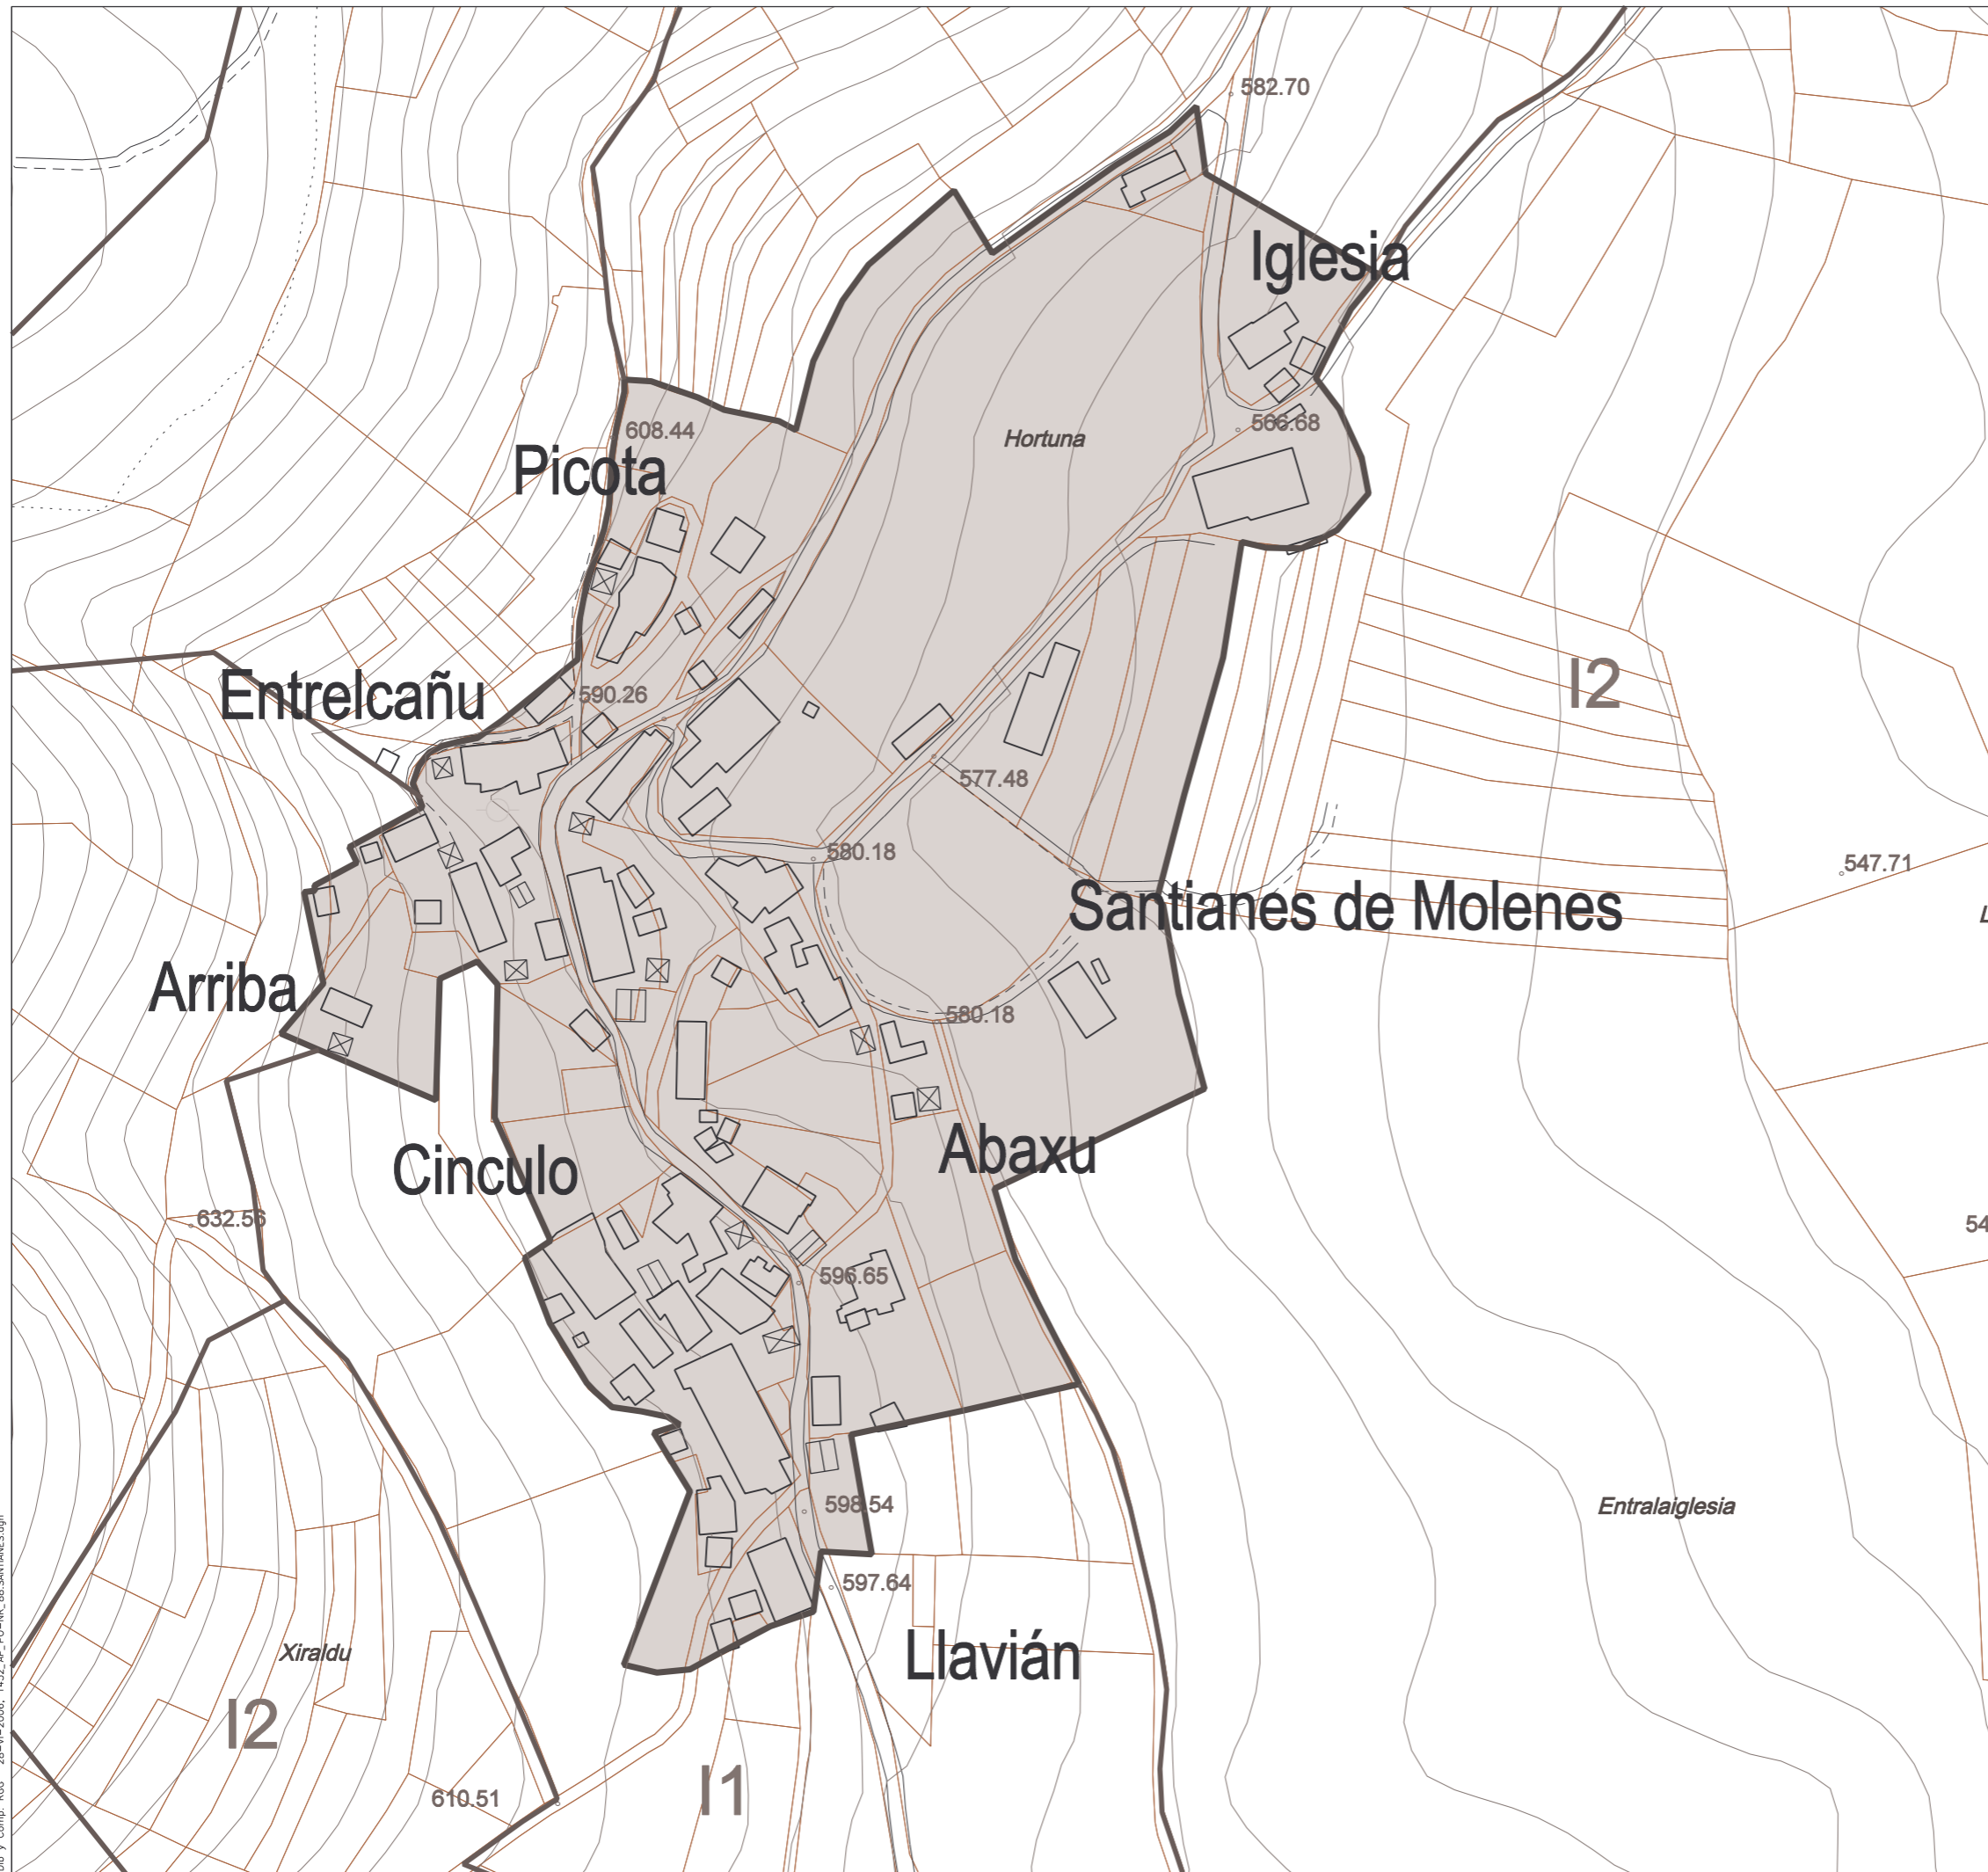 582.70
Iglesia
608.44
566.68
Hortuna
Picota
Entrelcañu
590.26
I2
577.48
580.18
547.71
Santianes de Molenes
Arriba
580.18
Cinculo
Abaxu
632.56
54
596.65
598.54
Entralaiglesia
597.64
Xiraldu
Llavián
I2
I1
610.51